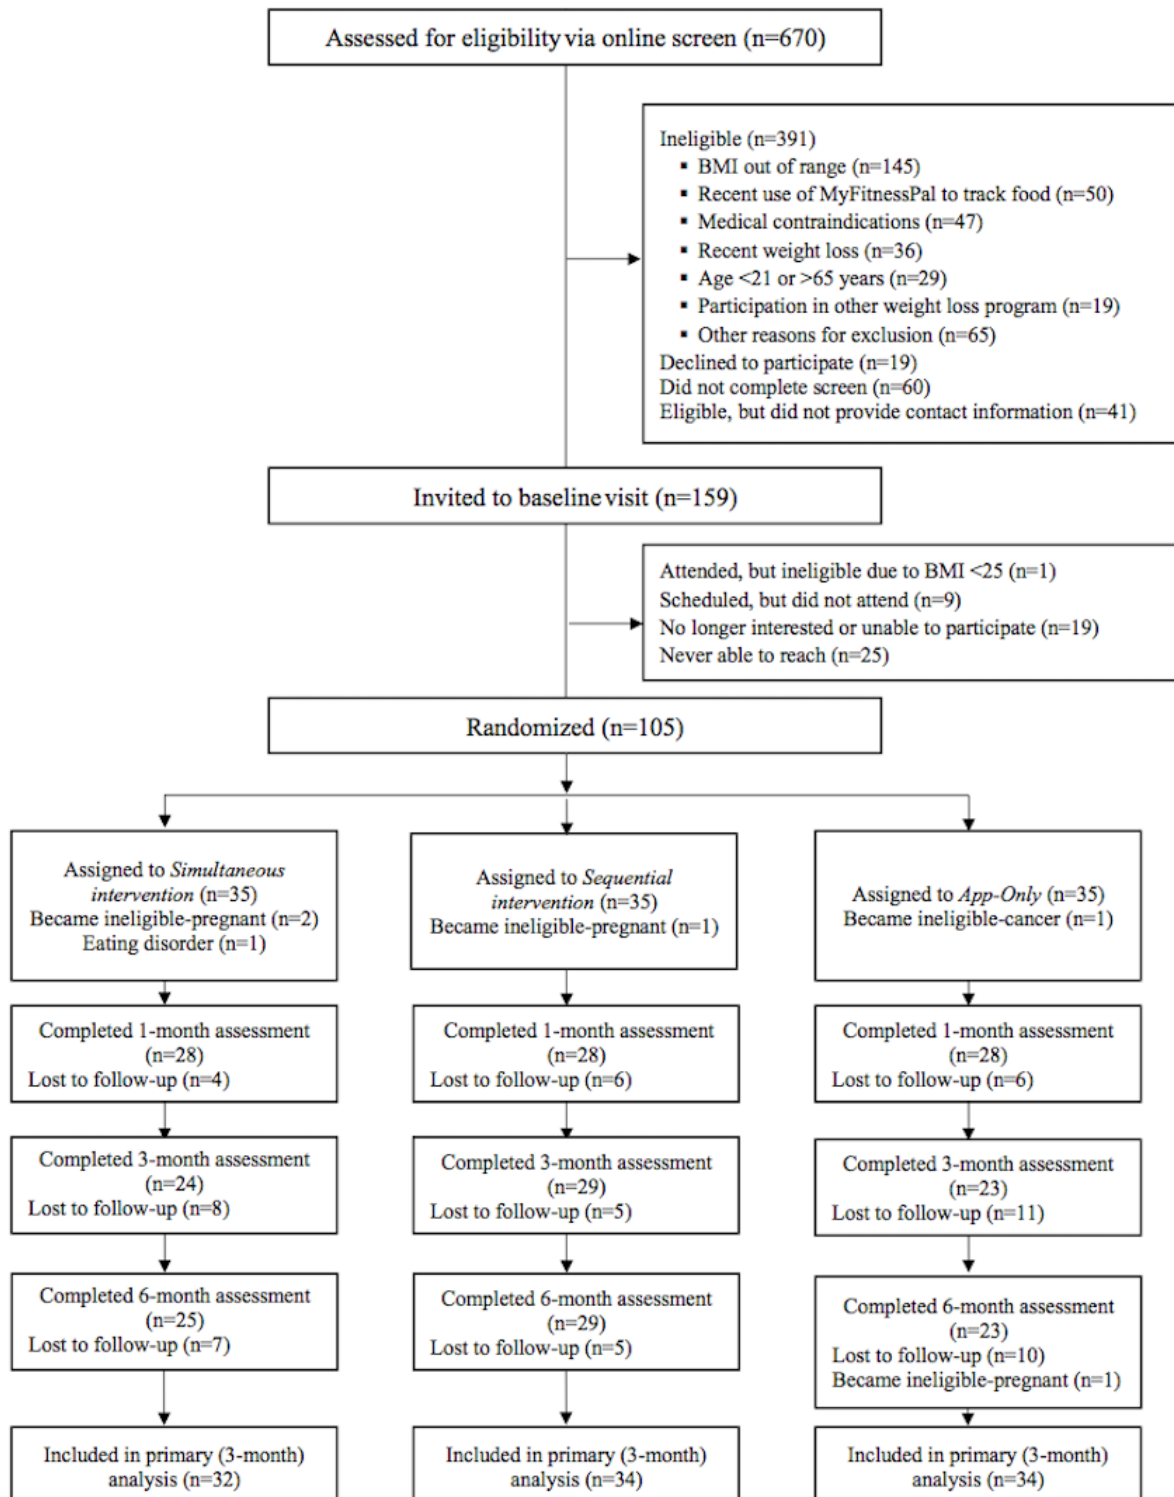 Assessed for eligibility via online screen (n=670)
Ineligible (n=391)
▪ BMI out of range (n=145)
▪ Recent use of MyFitnessPal to track food (n=50)
▪ Medical contraindications (n=47)
▪ Recent weight loss (n=36)
▪ Age <21 or >65 years (n=29)
▪ Participation in other weight loss program (n=19)
▪ Other reasons for exclusion (n=65)
Declined to participate (n=19)
Did not complete screen (n=60)
Eligible, but did not provide contact information (n=41)
Invited to baseline visit (n=159)
Attended, but ineligible due to BMI <25 (n=1)
Scheduled, but did not attend (n=9)
No longer interested or unable to participate (n=19)
Never able to reach (n=25)
Randomized (n=105)
Assigned to Simultaneous
intervention (n=35)
Became ineligible-pregnant (n=2)
Eating disorder (n=1)
Assigned to Sequential
intervention (n=35)
Became ineligible-pregnant (n=1)
Assigned to App-Only (n=35)
Became ineligible-cancer (n=1)
Completed 1-month assessment
(n=28)
Lost to follow-up (n=4)
Completed 1-month assessment
(n=28)
Lost to follow-up (n=6)
Completed 1-month assessment
(n=28)
Lost to follow-up (n=6)
Completed 3-month assessment
(n=24)
Lost to follow-up (n=8)
Completed 3-month assessment
(n=29)
Lost to follow-up (n=5)
Completed 3-month assessment
(n=23)
Lost to follow-up (n=11)
Completed 6-month assessment
(n=25)
Lost to follow-up (n=7)
Completed 6-month assessment
(n=29)
Lost to follow-up (n=5)
Completed 6-month assessment
(n=23)
Lost to follow-up (n=10)
Became ineligible-pregnant (n=1)
Included in primary (3-month)
analysis (n=32)
Included in primary (3-month)
analysis (n=34)
Included in primary (3-month)
analysis (n=34)